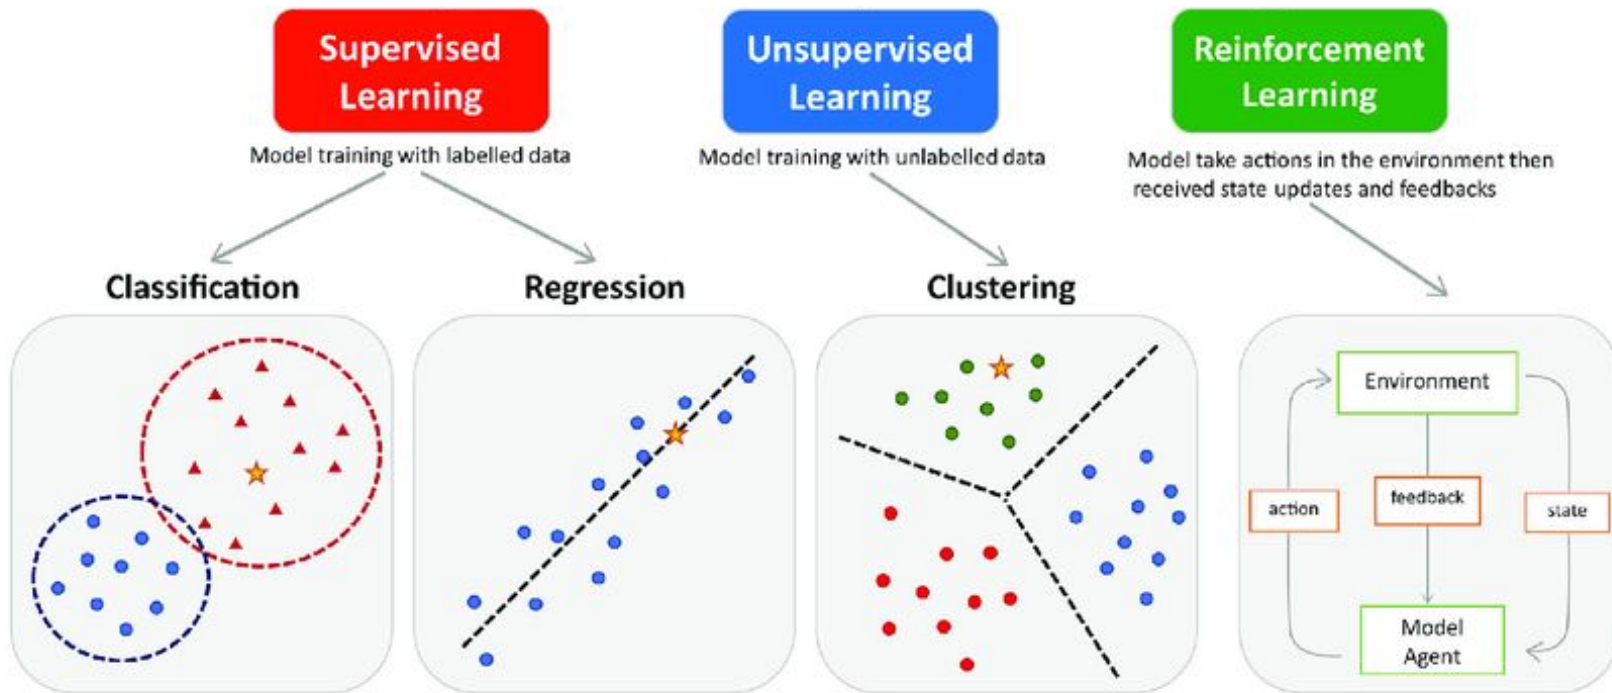 Supervised
Learning
Unsupervised
Learning
Reinforcement
Learning
Model training with labelled data
Model training with unlabelled data
Model take actions in the environment then
received state updates and feedbacks
Classification
Regression
Clustering
Environment
action
feedback
state
Model
Agent